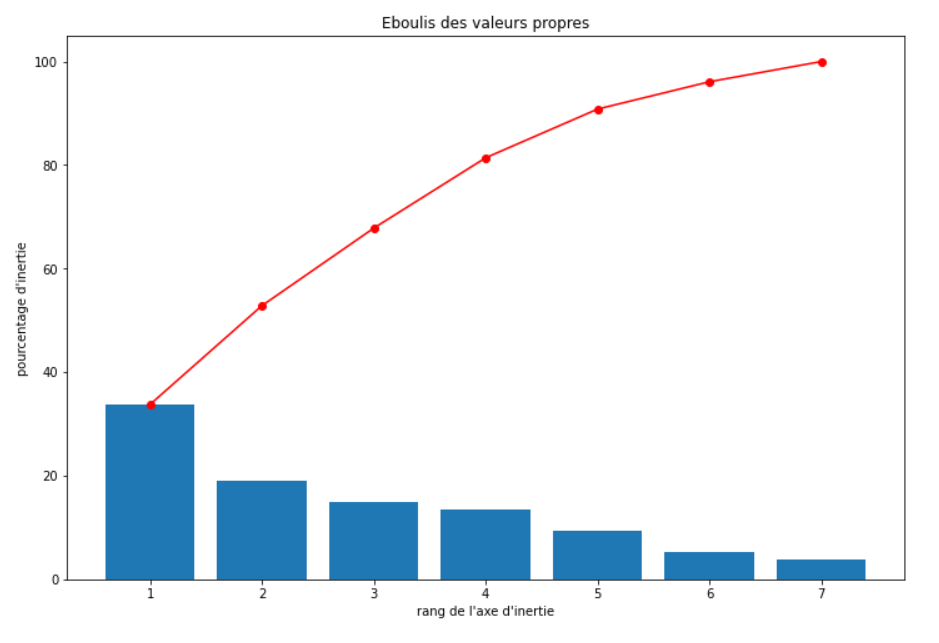 Eboulis des valeurs propres
100
80
60
40
20
0
pourcentage d'inertie
1 2 3 4 5 6 7
rang de l'axe d'inertie